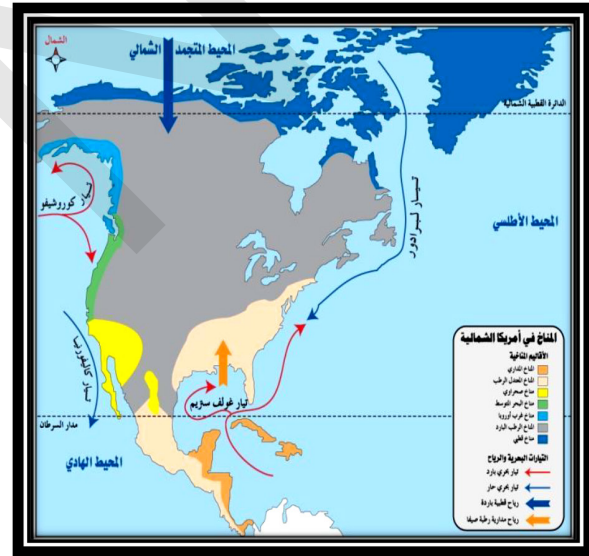 الشمال
المحيط المتجمد الشمالي
الدائرة القطبية الشمالية
تيار
كوروشيفو
تيار لبرادور
المحيط الأطلسي
تيار كاليفورنيا
تيار غولف ستريم
مدار السرطان
المحيط الهادي
المناخ في أمريكا الشمالية
الأقاليم المناخية
المناخ المداري
المناخ المعتدل الرطب
مناخ صحراوي
مناخ البحر المتوسط
مناخ غرب أوروبا
المناخ الرطب البارد
مناخ قطبي
التيارات البحرية والرياح
تيار بحري بارد
تيار بحري حار
رياح قطبية باردة
رياح مدارية رطبة صيفا